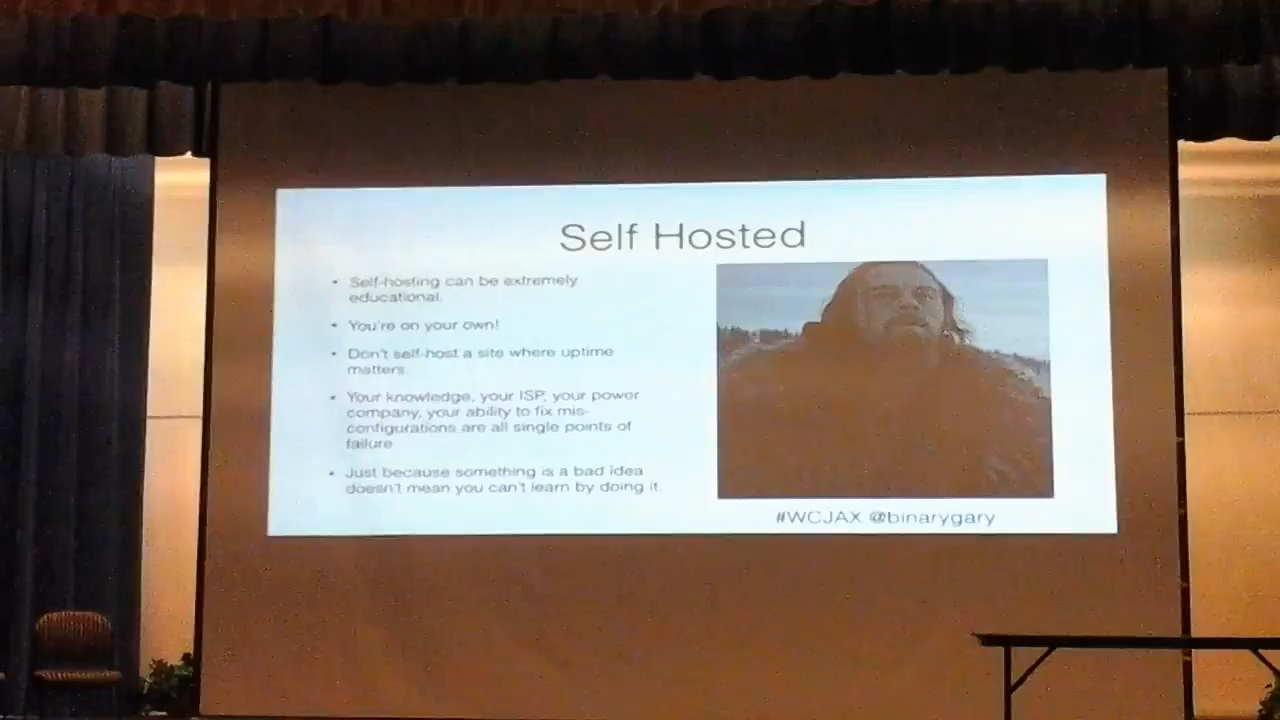 Self Hosted
• Self-hosting can be extremely
educational.
• You're on your own!
• Don't self-host a site where uptime
matters.
• Your knowledge, your ISP, your power
company, your ability to fix mis-
configurations are all single points of
failure
• Just because something is a bad idea
doesn't mean you can't learn by doing it.
#WCJAX @binarygary